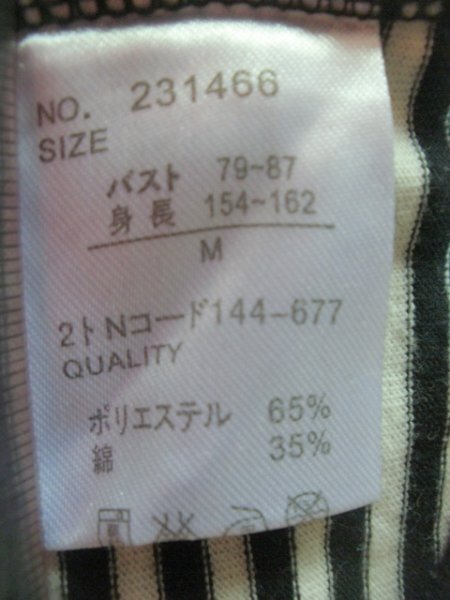 NO. 231466
SIZE
バスト 79~87
身長 154~162
M
2トNコード144-677
QUALITY
ポリエステル 65%
綿 35%